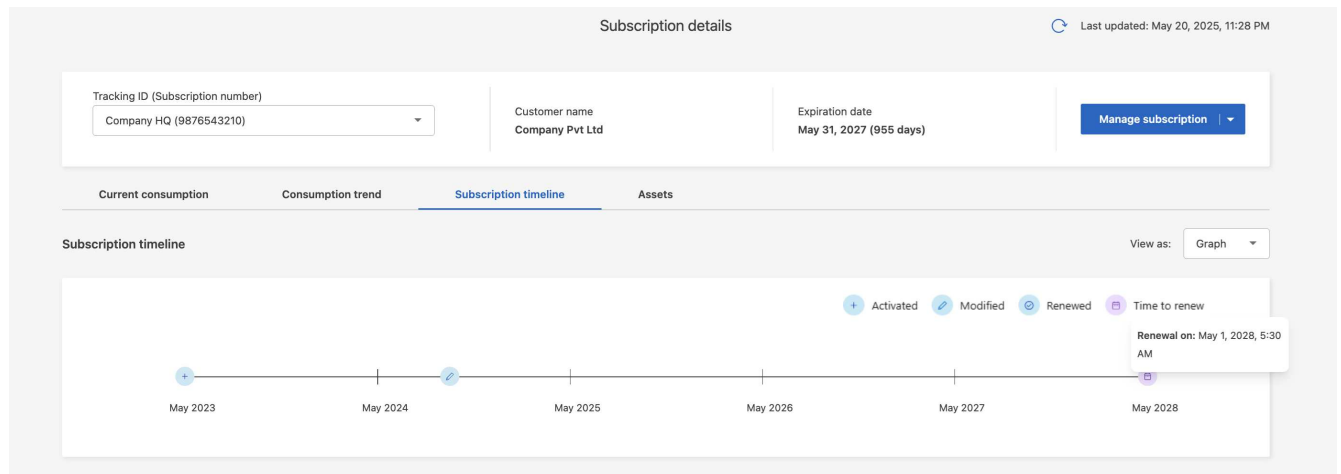 Subscription details
Last updated: May 20, 2025, 11:28 PM
Tracking ID (Subscription number)
Company HQ (9876543210)
Customer name
Company Pvt Ltd
Expiration date
May 31, 2027 (955 days)
Manage subscription
Current consumption
Consumption trend
Subscription timeline
Assets
Subscription timeline
View as:
Graph
Activated
Modified
Renewed
Time to renew
Renewal on: May 1, 2028, 5:30
AM
May 2023
May 2024
May 2025
May 2026
May 2027
May 2028